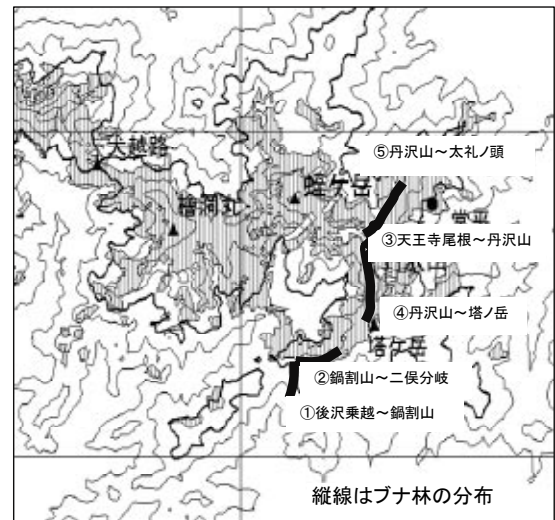 ⑤丹沢山～太礼ノ頭
犬越路
蛭ケ岳
檜洞丸
堂平
③天王寺尾根～丹沢山
④丹沢山～塔ノ岳
塔ケ岳
②鍋割山～二俣分岐
①後沢乗越～鍋割山
縦線はブナ林の分布